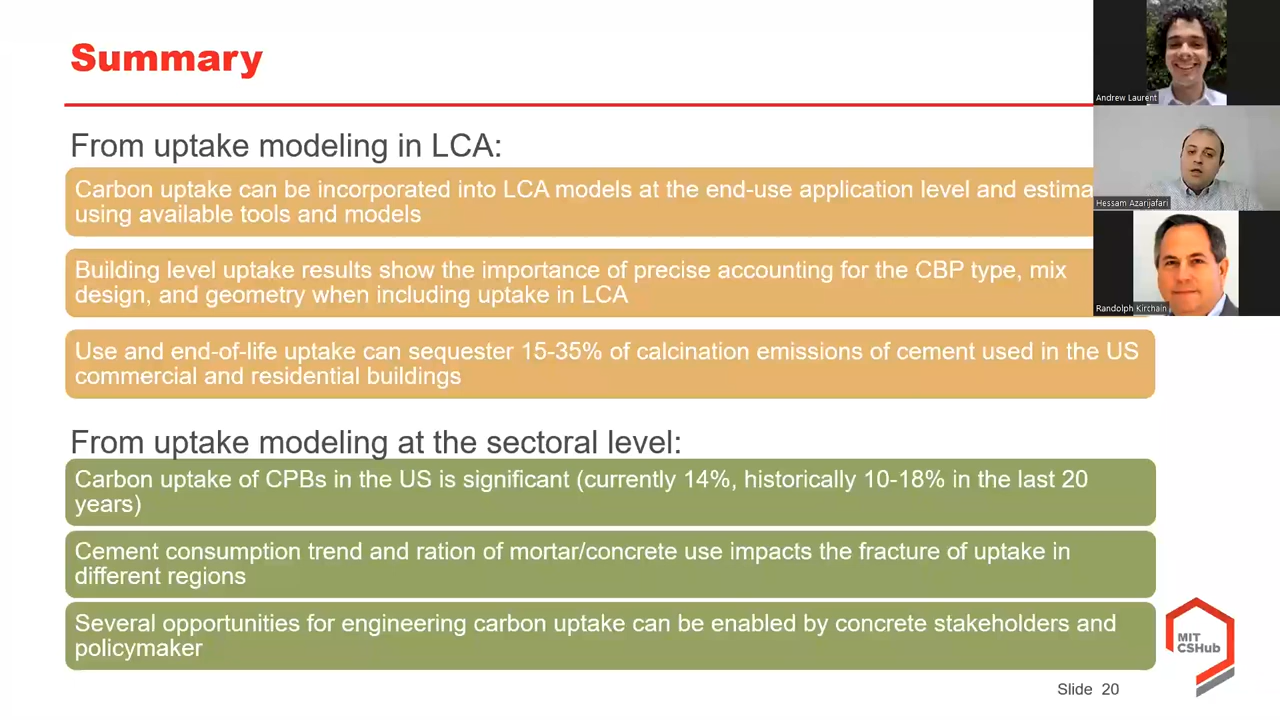 Summary
From uptake modeling in LCA:
Carbon uptake can be incorporated into LCA models at the end-use application level and estima
using available tools and models
Building level uptake results show the importance of precise accounting for the CBP type, mix
design, and geometry when including uptake in LCA
Use and end-of-life uptake can sequester 15-35% of calcination emissions of cement used in the US
commercial and residential buildings
From uptake modeling at the sectoral level:
Carbon uptake of CPBs in the US is significant (currently 14%, historically 10-18% in the last 20
years)
Cement consumption trend and ration of mortar/concrete use impacts the fracture of uptake in
different regions
Several opportunities for engineering carbon uptake can be enabled by concrete stakeholders and
policymaker
Slide 20
MIT
CSHub
Andrew Laurent
Hessam Azarijafari
Randolph Kirchain